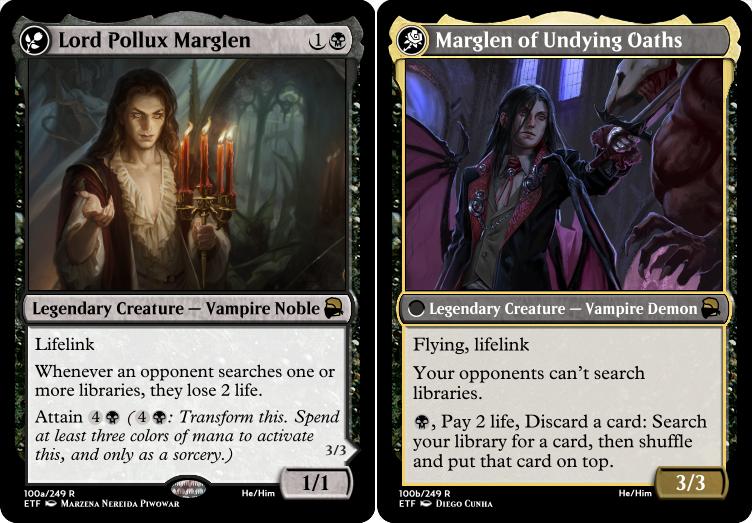 Lord Pollux Marglen 1
Legendary Creature — Vampire Noble
Lifelink
Whenever an opponent searches one or
more libraries, they lose 2 life.
Attain 4 (4: Transform this. Spend
at least three colors of mana to activate
this, and only as a sorcery.)
3/3
1/1
100a/249 R He/Him
ETF Marzena Nereida Piwowar
Marglen of Undying Oaths
Legendary Creature — Vampire Demon
Flying, lifelink
Your opponents can't search
libraries.
, Pay 2 life, Discard a card: Search
your library for a card, then shuffle
and put that card on top.
3/3
100b/249 R He/Him
ETF Diego Cunha